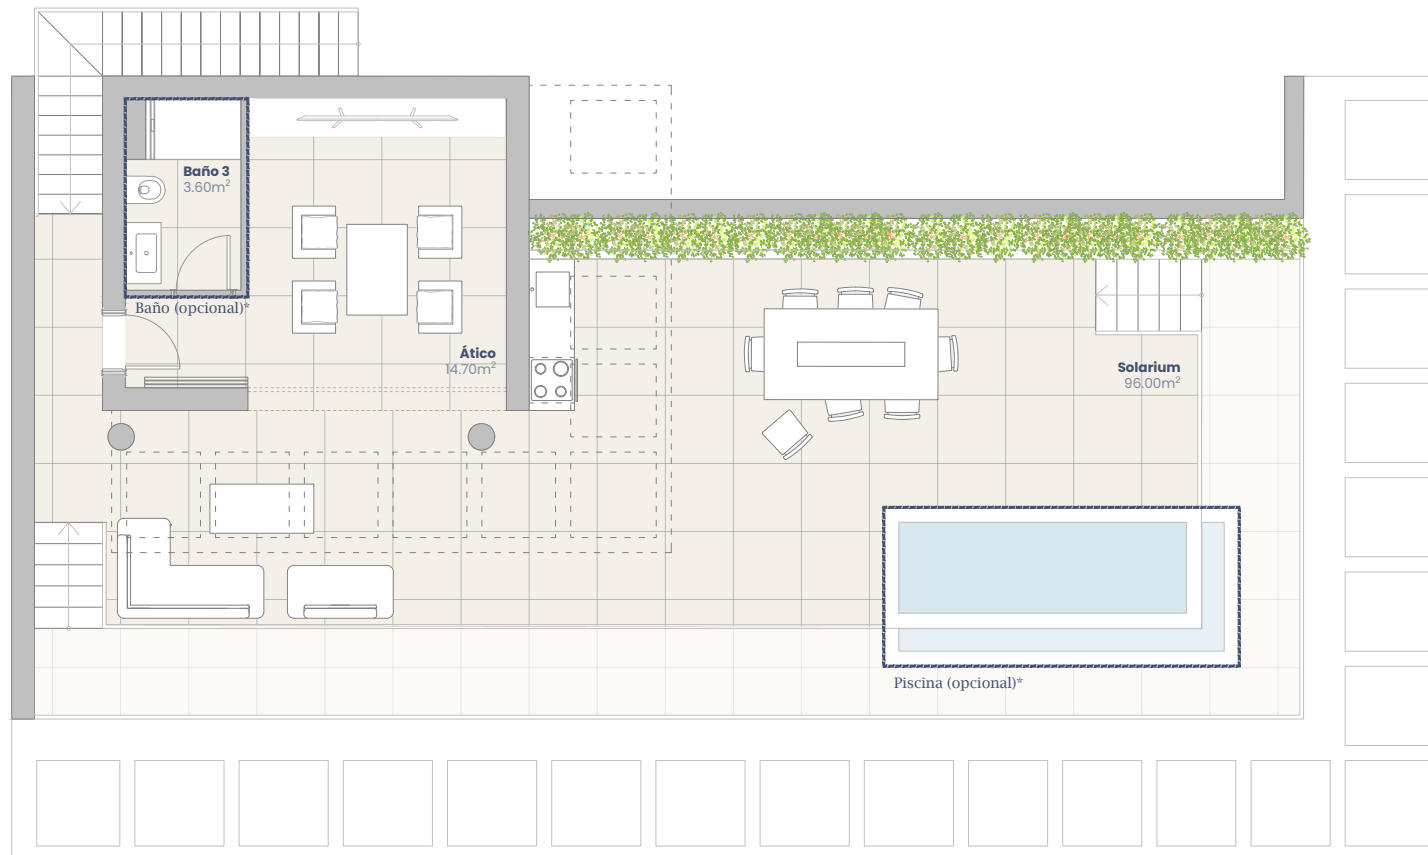 Baño 3
3.60m²
Baño (opcional)*
Ático
14.70m²
Solarium
96.00m²
Piscina (opcional)*